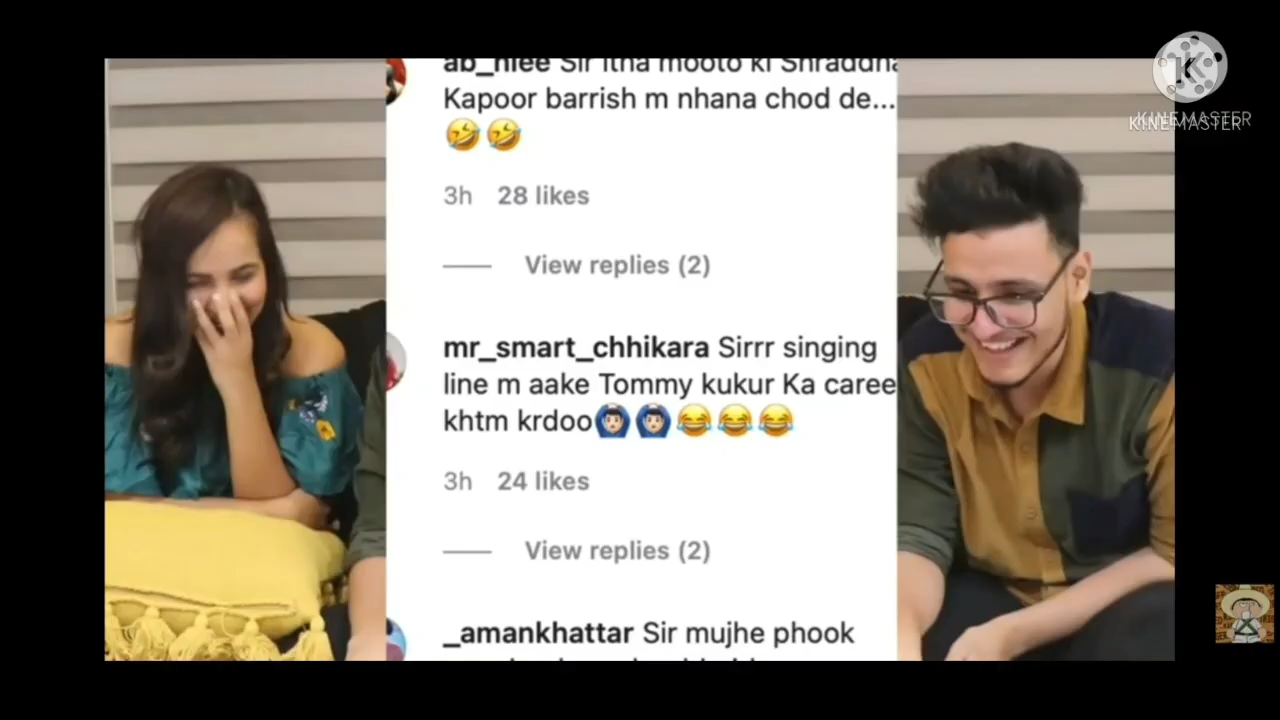 ab_nlee Sir itna mooto ki Shraddha
Kapoor barrish m nhana chod de...
🤣🤣
3h 28 likes
View replies (2)
mr_smart_chhikara Sirrr singing
line m aake Tommy kukur Ka caree
khtm krdoo🙆🏻‍♂️🙆🏻‍♂️😂😂😂
3h 24 likes
View replies (2)
_amankhattar Sir mujhe phook
K
KINEMASTER
KINEMASTER